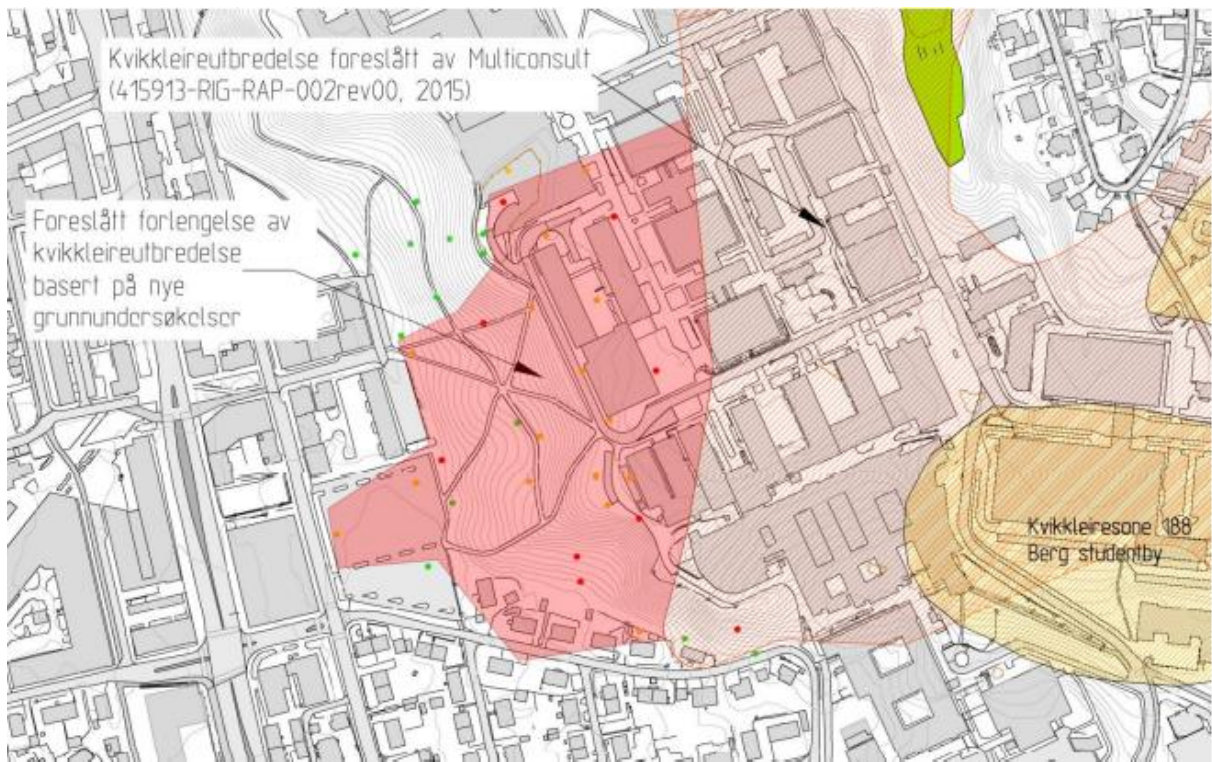 Kvikkleireutbredelse foreslått av Multiconsult
(415913-RIG-RAP-002rev00, 2015)
Foreslått forlengelse av
kvikkleireutbredelse
basert på nye
grunnundersøkelser
Kvikkleiresone 188
Berg studentby